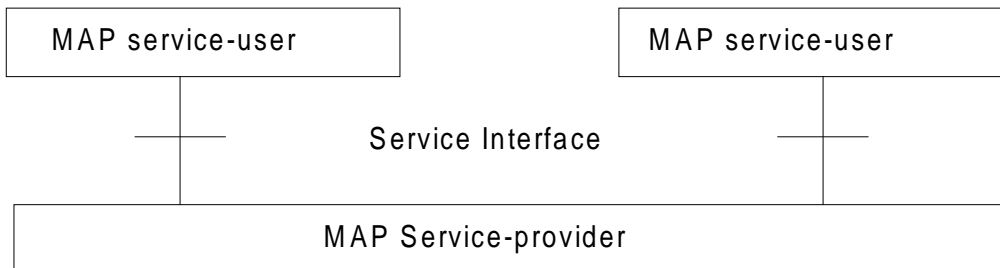 MAP service-user
MAP service-user
Service Interface
MAP Service-provider